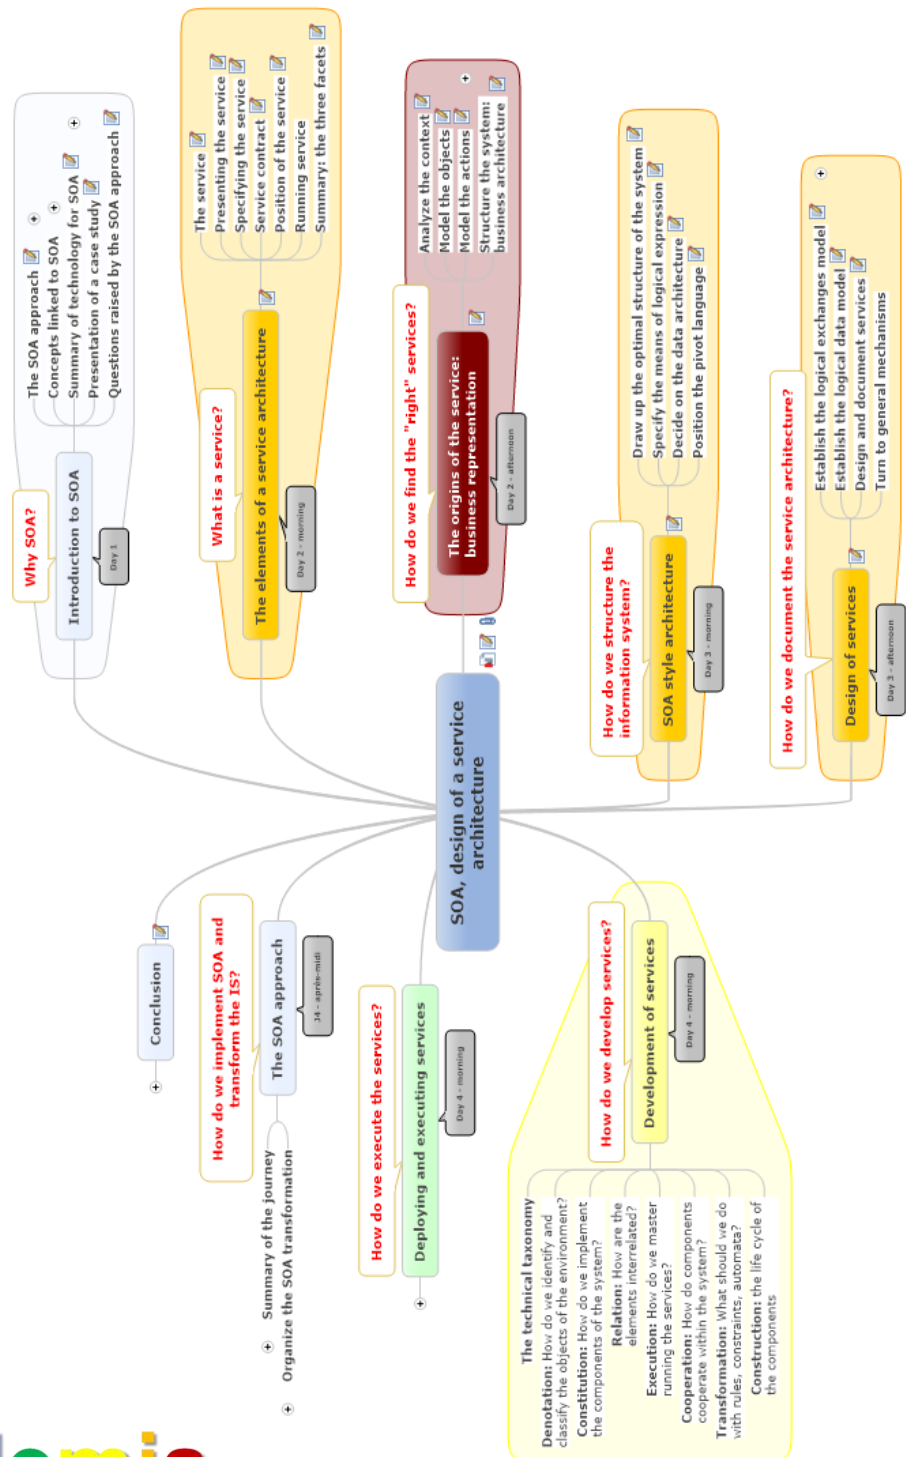 SOA, design of a service
architecture
Why SOA?
Introduction to SOA
Day 1
The SOA approach
Concepts linked to SOA
Summary of technology for SOA
Presentation of a case study
Questions raised by the SOA approach
What is a service?
The elements of a service architecture
Day 2 - morning
The service
Presenting the service
Specifying the service
Service contract
Position of the service
Running service
Summary: the three facets
How do we find the "right" services?
The origins of the service:
business representation
Day 2 - afternoon
Analyze the context
Model the objects
Model the actions
Structure the system:
business architecture
How do we structure the
information system?
SOA style architecture
Day 3 - morning
Draw up the optimal structure of the system
Specify the means of logical expression
Decide on the data architecture
Position the pivot language
How do we document the service architecture?
Design of services
Day 3 - afternoon
Establish the logical exchanges model
Establish the logical data model
Design and document services
Turn to general mechanisms
Conclusion
How do we implement SOA and
transform the IS?
The SOA approach
J4 - après-midi
Summary of the journey
Organize the SOA transformation
How do we execute the services?
Deploying and executing services
Day 4 - morning
How do we develop services?
Development of services
Day 4 - morning
The technical taxonomy
Denotation: How do we identify and
classify the objects of the environment?
Constitution: How do we implement
the components of the system?
Relation: How are the
elements interrelated?
Execution: How do we master
running the services?
Cooperation: How do components
cooperate within the system?
Transformation: What should we do
with rules, constraints, automata?
Construction: the life cycle of
the components